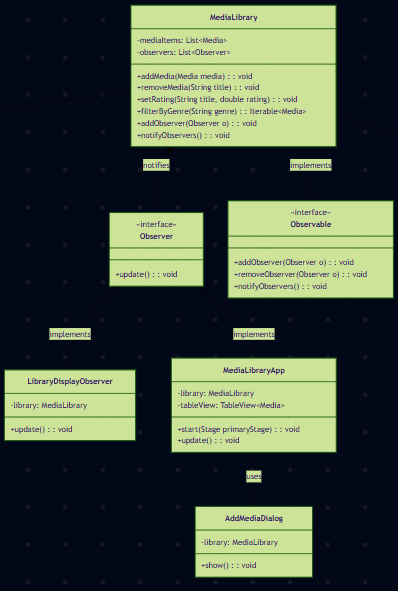 MediaLibrary
-mediaItems: List<Media>
-observers: List<Observer>
+addMedia(Media media) : : void
+removeMedia(String title) : : void
+setRating(String title, double rating) : : void
+filterByGenre(String genre) : : Iterable<Media>
+addObserver(Observer o) : : void
+notifyObservers() : : void
notifies
implements
«interface»
Observer
+update() : : void
«interface»
Observable
+addObserver(Observer o) : : void
+removeObserver(Observer o) : : void
+notifyObservers() : : void
implements
implements
LibraryDisplayObserver
-library: MediaLibrary
+update() : : void
MediaLibraryApp
-library: MediaLibrary
-tableView: TableView<Media>
+start(Stage primaryStage) : : void
+update() : : void
uses
AddMediaDialog
-library: MediaLibrary
+show() : : void